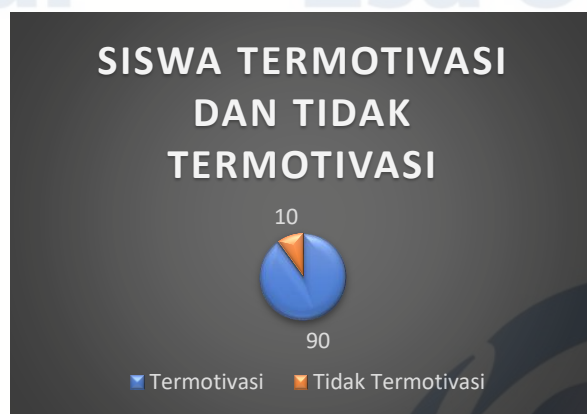 SISWA TERMOTIVASI
DAN TIDAK
TERMOTIVASI
10
90
Termotivasi Tidak Termotivasi